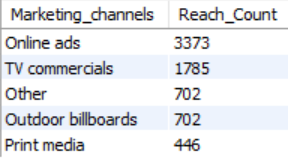 Marketing_channels Reach_Count
Online ads 3373
TV commercials 1785
Other 702
Outdoor billboards 702
Print media 446